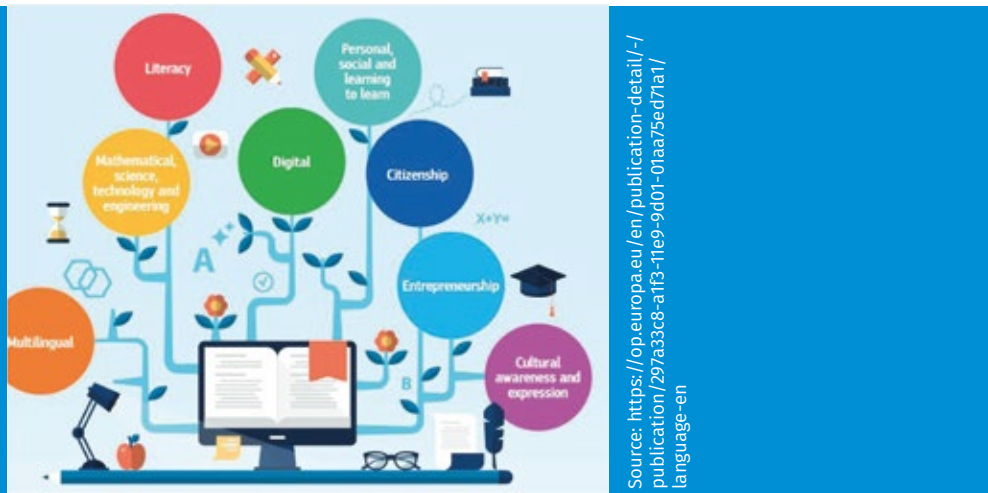 Literacy
Personal,
social and
learning
to learn
Mathematical,
science,
technology and
engineering
Digital
Citizenship
X+Y=
A
Entrepreneurship
Multilingual
Cultural
awareness and
expression
B
Source: https://op.europa.eu/en/publication-detail/-/
publication/297a33c8-a1f3-11e9-9d01-01aa75ed71a1/
language-en